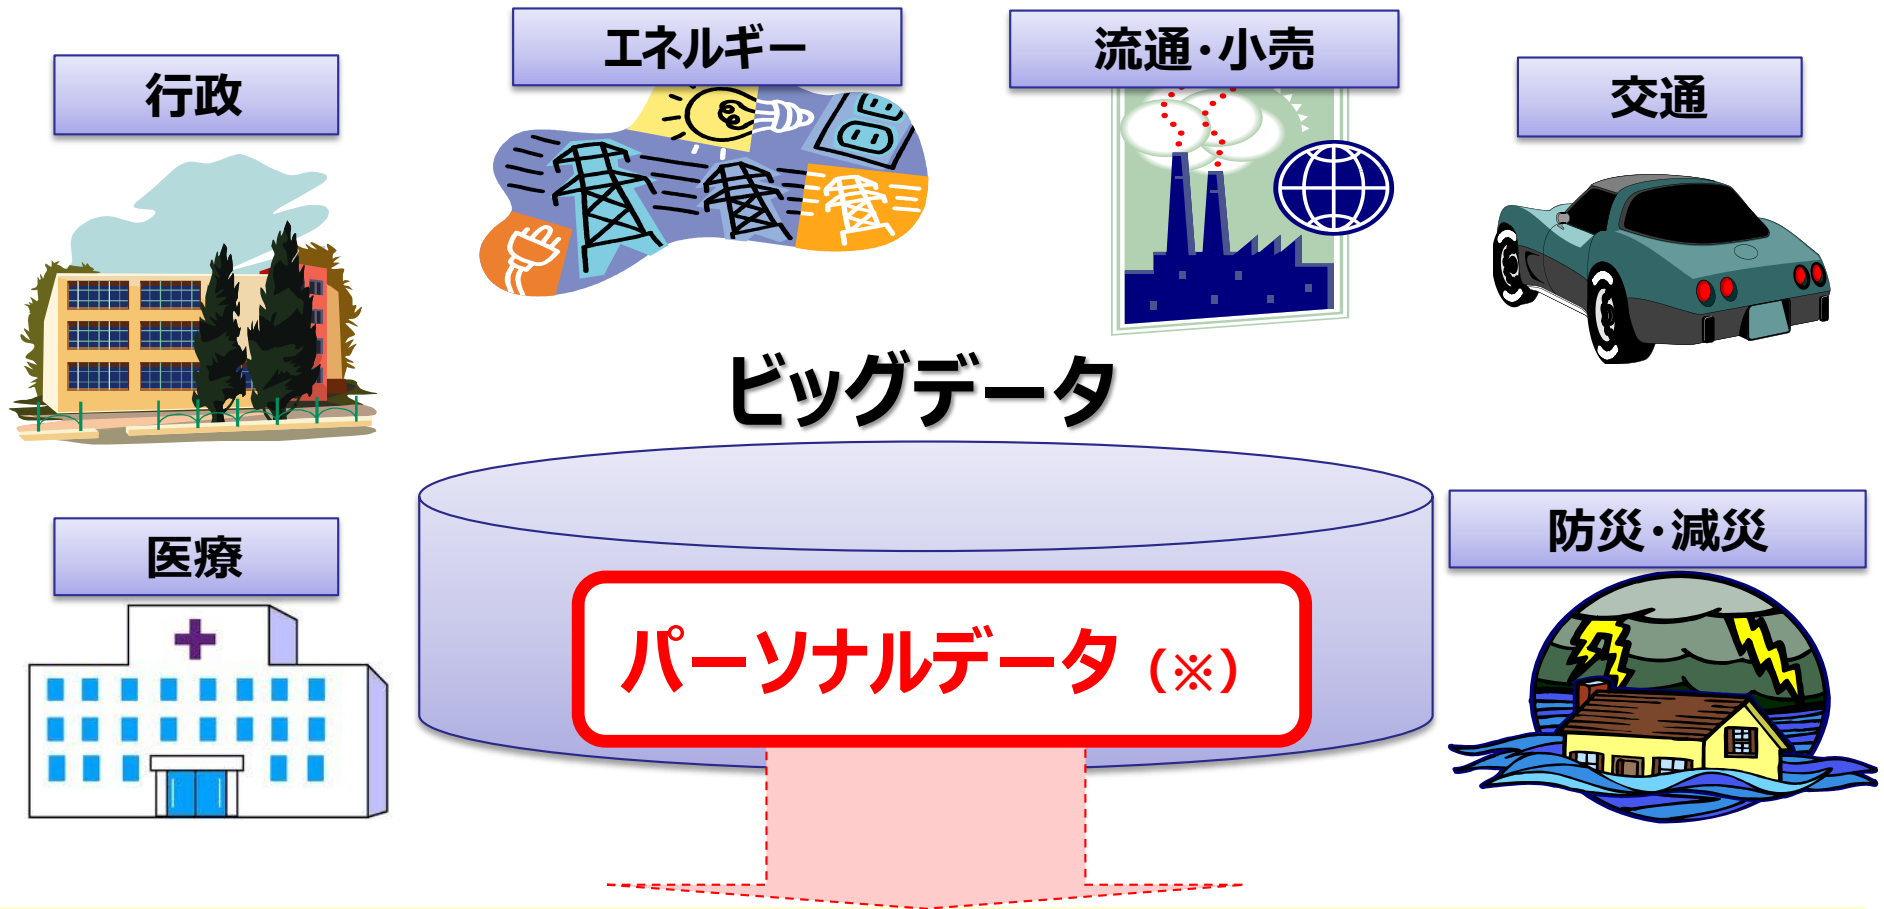 エネルギー
流通・小売
行政
交通
ビッグデータ
防災・減災
医療
パーソナルデータ（※）